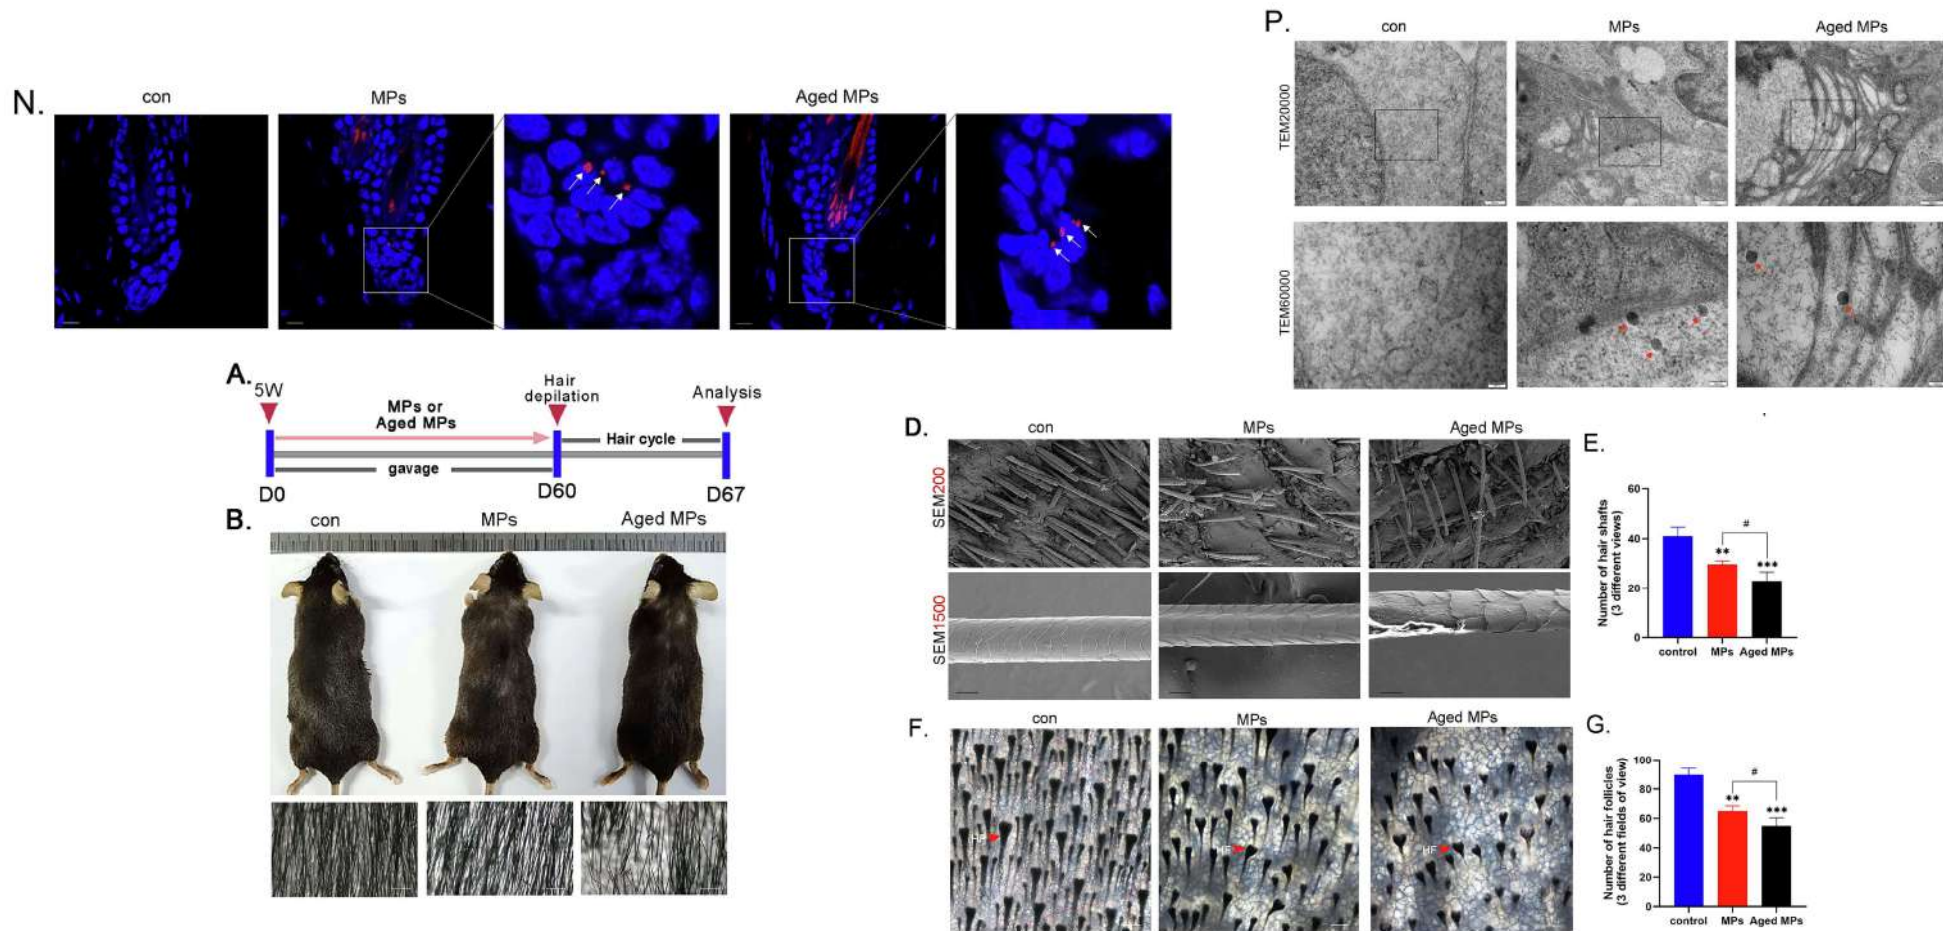 N.
con
MPs
Aged MPs
P.
con
MPs
Aged MPs
TEM20000
TEM60000
A.
5W
MPs or
Aged MPs
Hair
depilation
Analysis
Hair cycle
gavage
D0
D60
D67
B.
con
MPs
Aged MPs
D.
con
MPs
Aged MPs
SEM200
SEM1500
E.
Number of hair shafts
(3 different views)
60
40
20
0
**
#
***
control
MPs
Aged MPs
F.
con
MPs
Aged MPs
HF
HF
HF
G.
Number of hair follicles
(3 different fields of view)
100
80
60
40
20
0
**
#
***
control
MPs
Aged MPs